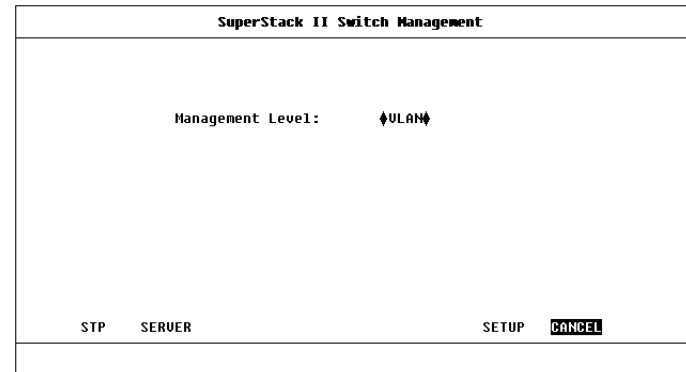 SuperStack II Switch Management
Management Level: ♦VLAN♦
STP SERVER SETUP CANCEL